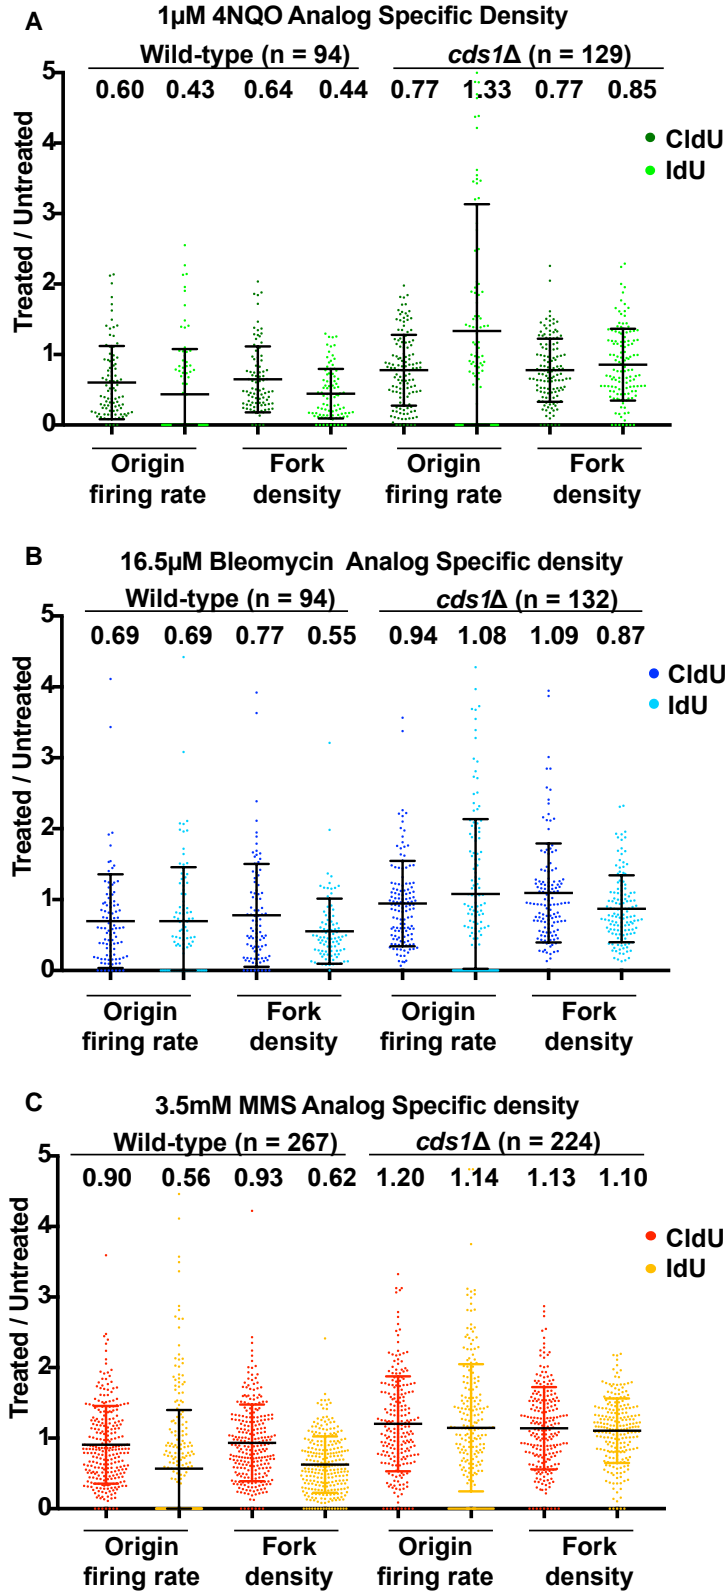 A
1µM 4NQO Analog Specific Density
Wild-type (n = 94) cds1Δ (n = 129)
0.60 0.43 0.64 0.44 0.77 1.33 0.77 0.85
CldU
IdU
Treated / Untreated
5
4
3
2
1
0
Origin firing rate
Fork density
Origin firing rate
Fork density
B
16.5µM Bleomycin Analog Specific density
Wild-type (n = 94) cds1Δ (n = 132)
0.69 0.69 0.77 0.55 0.94 1.08 1.09 0.87
CldU
IdU
Treated / Untreated
5
4
3
2
1
0
Origin firing rate
Fork density
Origin firing rate
Fork density
C
3.5mM MMS Analog Specific density
Wild-type (n = 267) cds1Δ (n = 224)
0.90 0.56 0.93 0.62 1.20 1.14 1.13 1.10
CldU
IdU
Treated / Untreated
5
4
3
2
1
0
Origin firing rate
Fork density
Origin firing rate
Fork density